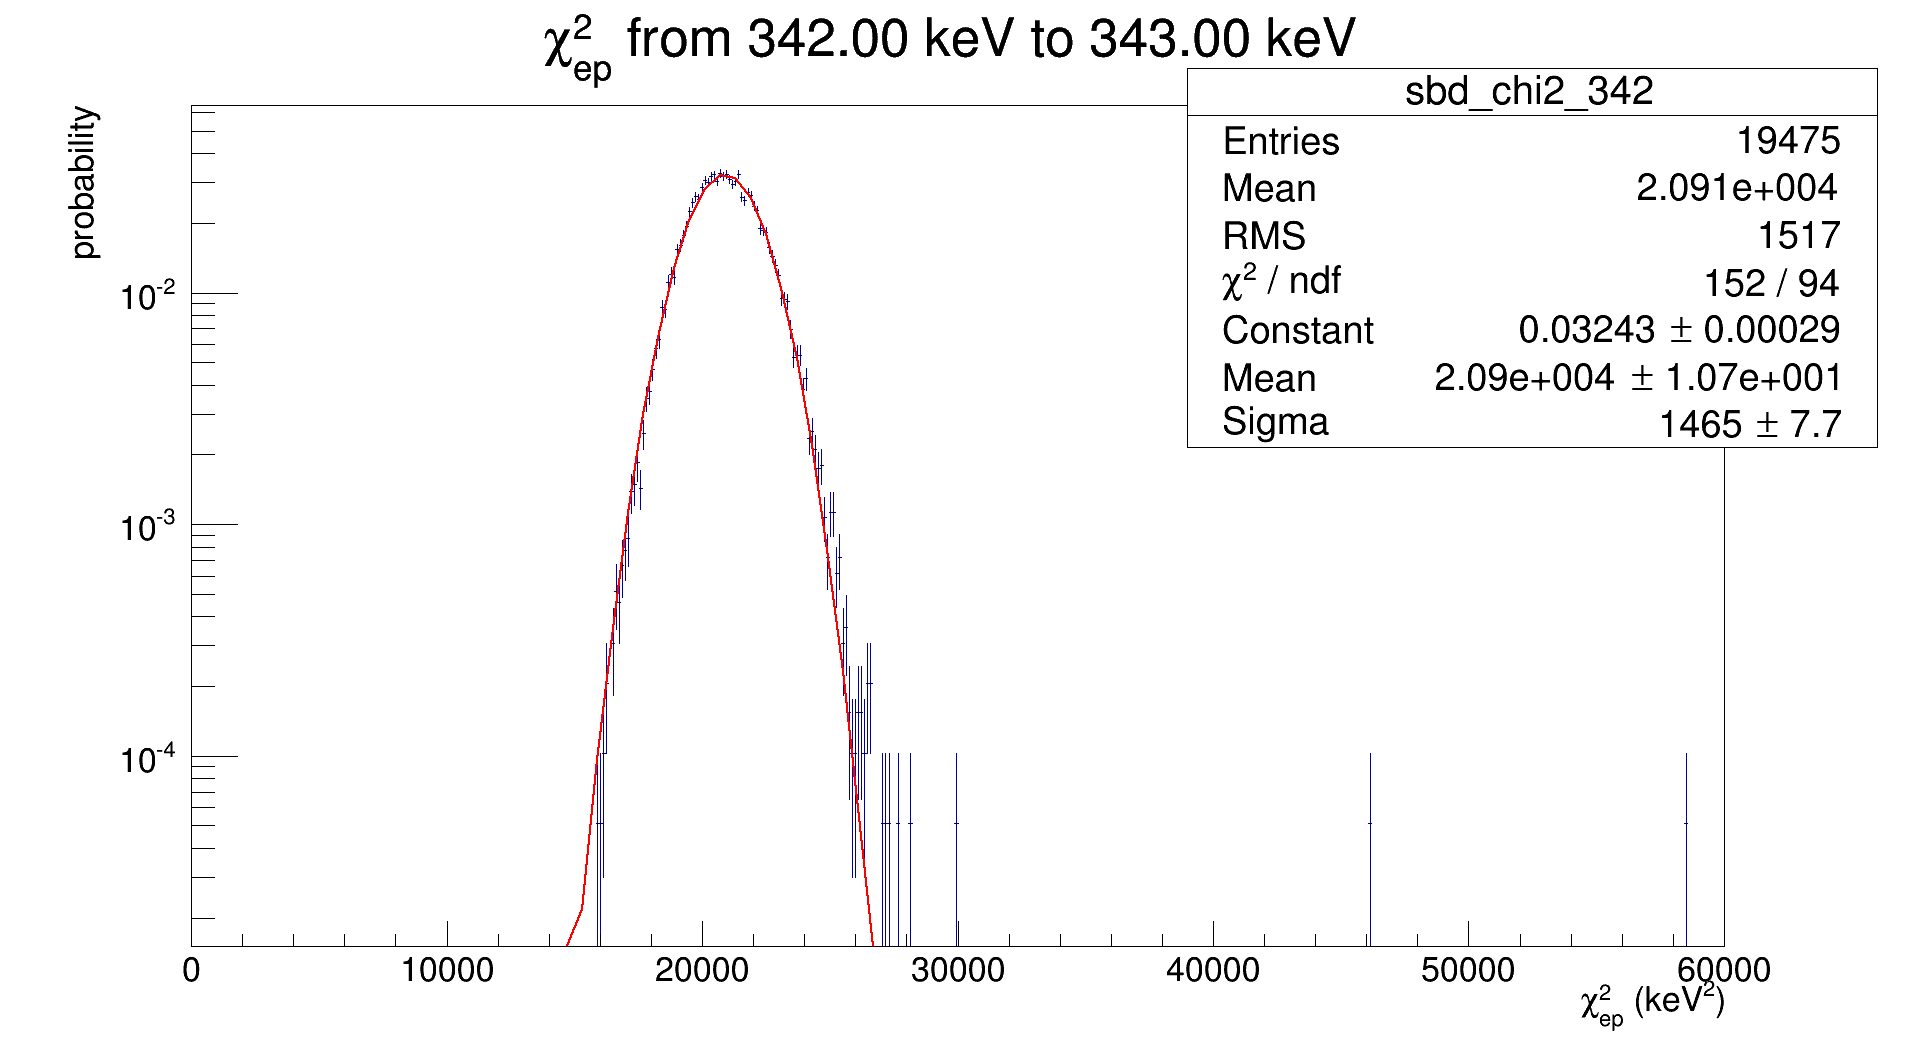 χ²ep from 342.00 keV to 343.00 keV
sbd_chi2_342
Entries 19475
Mean 2.091e+004
RMS 1517
χ² / ndf 152 / 94
Constant 0.03243 ± 0.00029
Mean 2.09e+004 ± 1.07e+001
Sigma 1465 ± 7.7
probability
10-2
10-3
10-4
0 10000 20000 30000 40000 50000 60000
χ²ep (keV²)